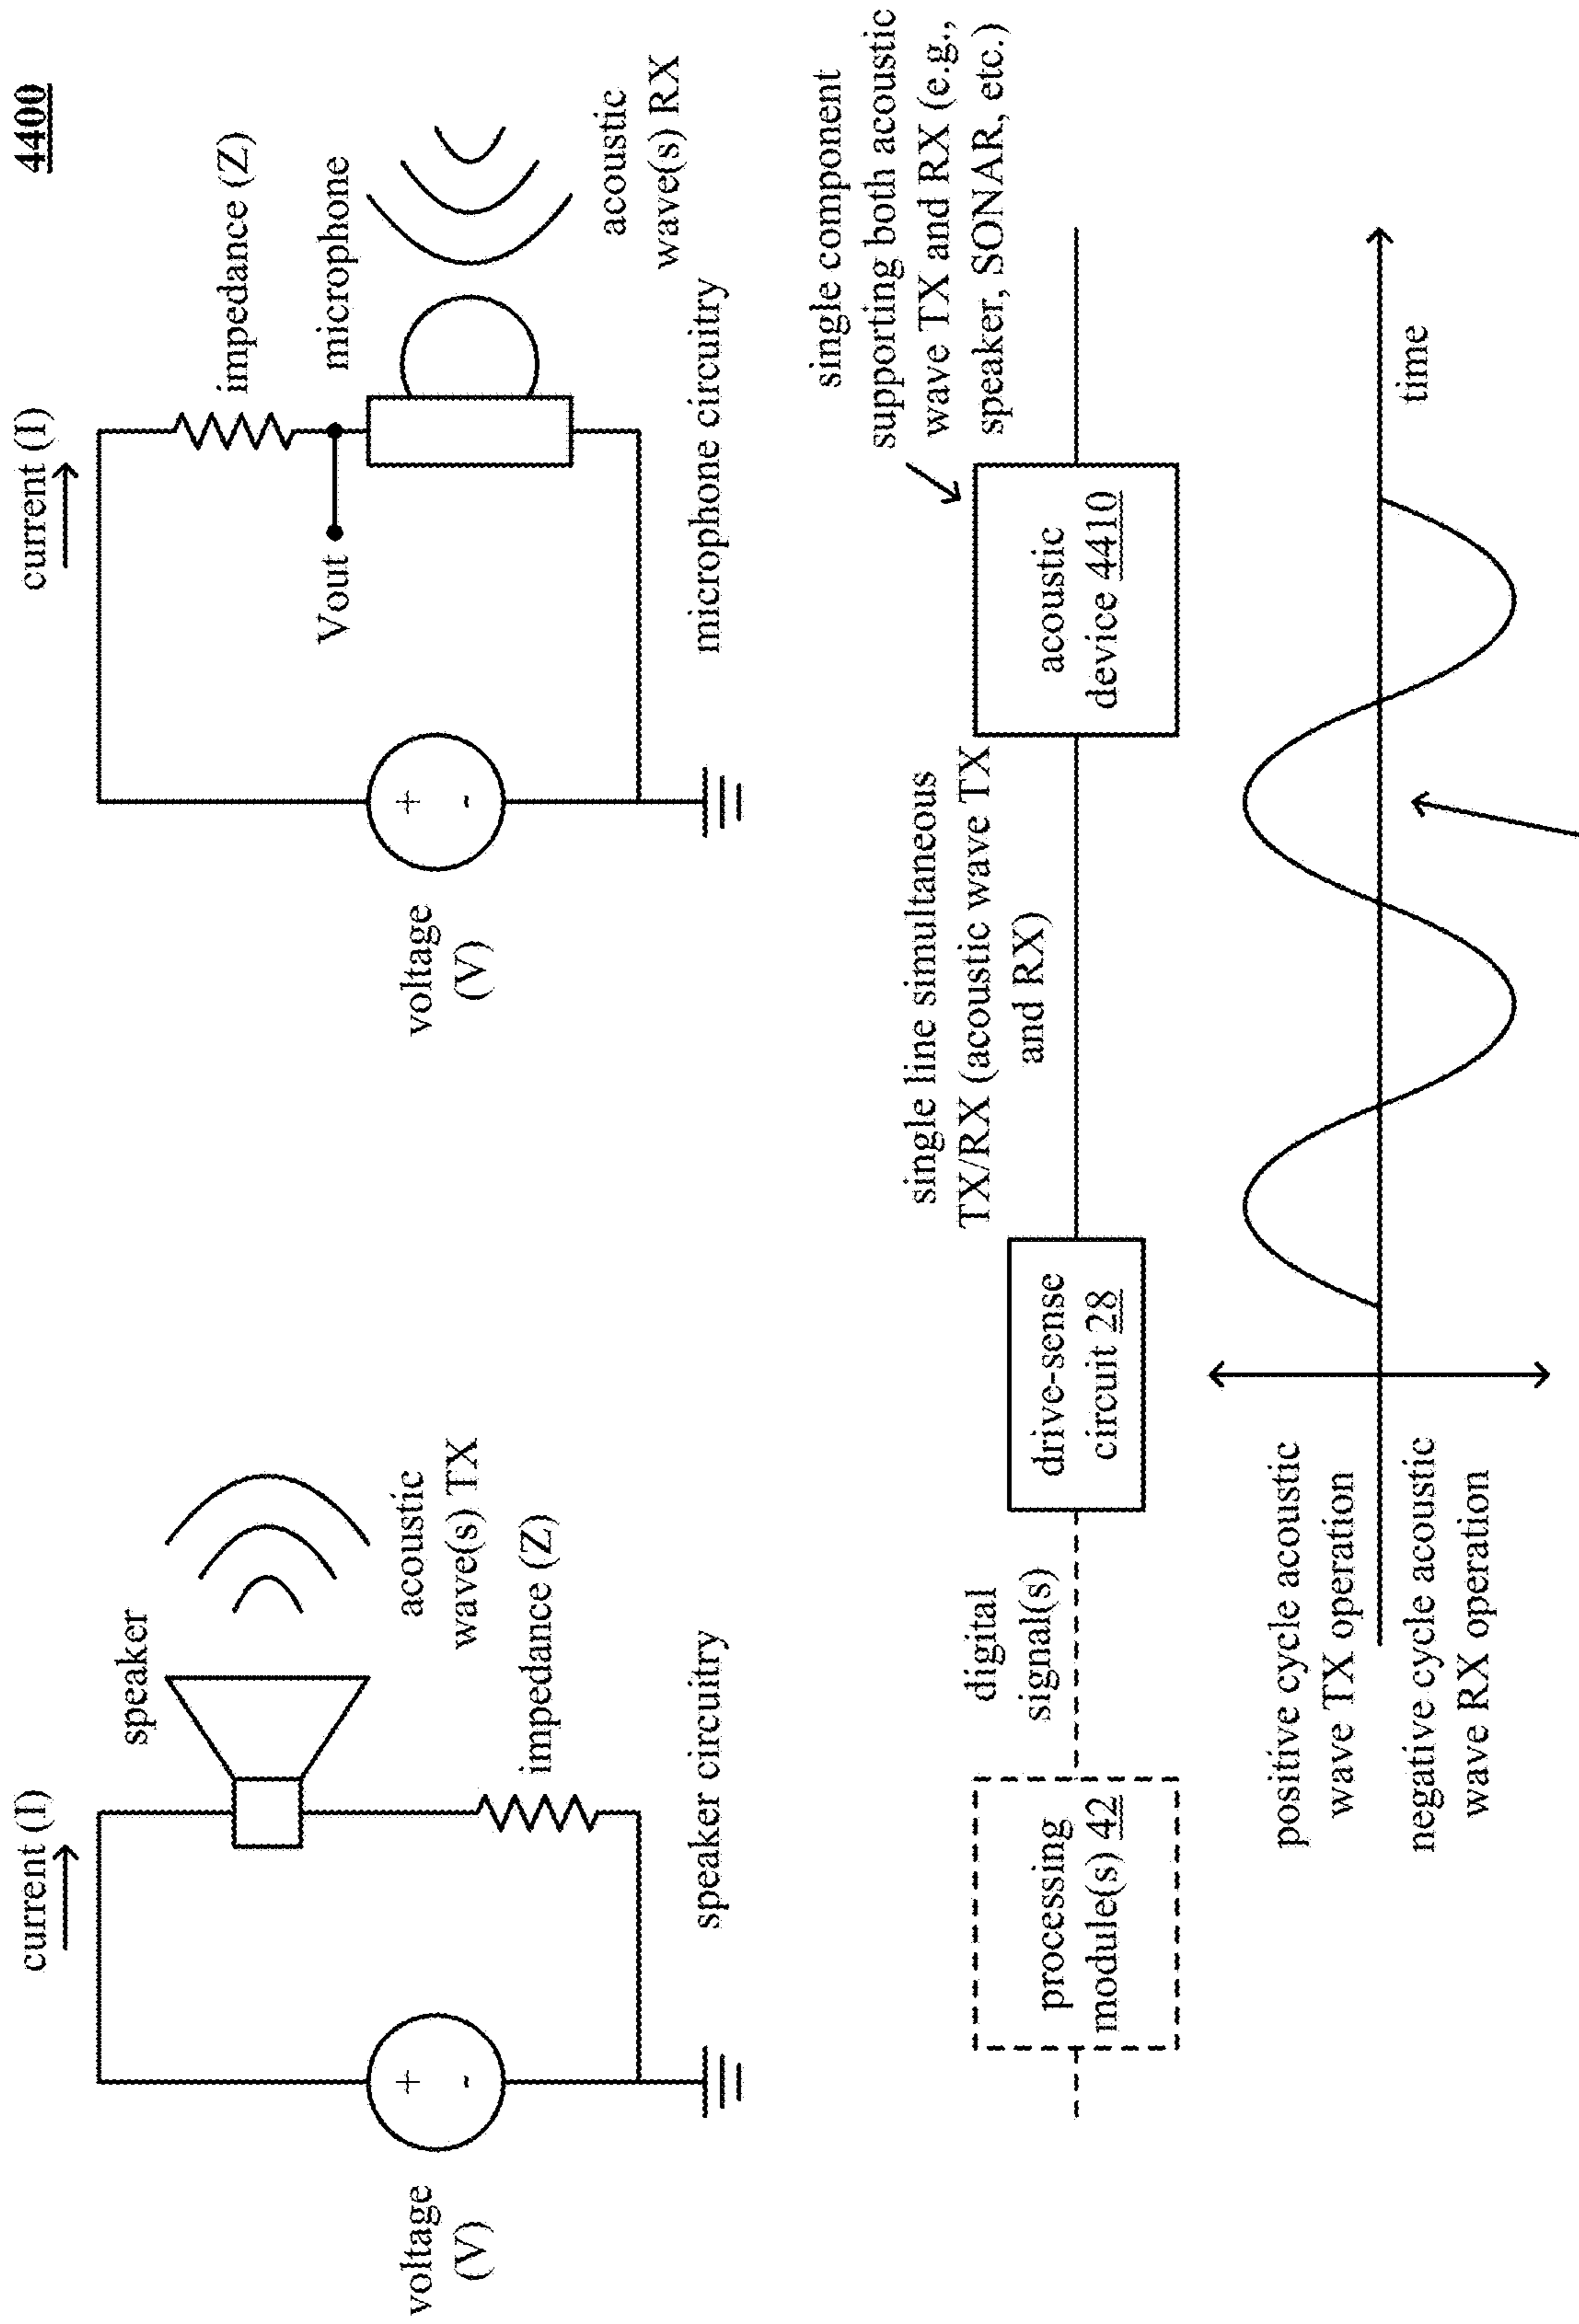 4400
current (I)
speaker
acoustic
wave(s) TX
impedance (Z)
voltage
(V)
+
-
speaker circuitry
current (I)
impedance (Z)
microphone
Vout
acoustic
wave(s) RX
voltage
(V)
+
-
microphone circuitry
single component
supporting both acoustic
wave TX and RX (e.g.,
speaker, SONAR, etc.)
single line simultaneous
TX/RX (acoustic wave TX
and RX)
digital
signal(s)
processing
module(s) 42
drive-sense
circuit 28
acoustic
device 4410
positive cycle acoustic
wave TX operation
negative cycle acoustic
wave RX operation
time